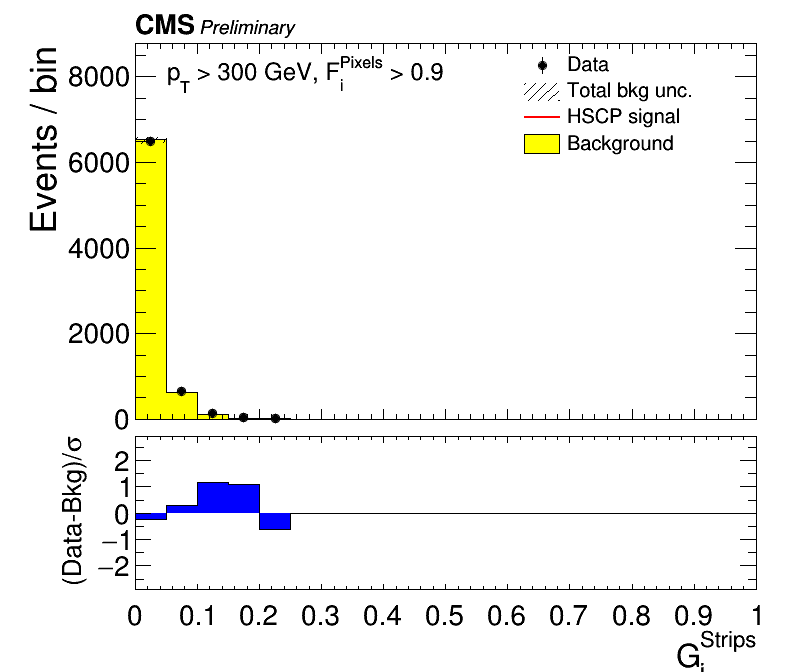 CMS Preliminary
p_T > 300 GeV, F_i^Pixels > 0.9
Data
Total bkg unc.
HSCP signal
Background
Events / bin
8000
6000
4000
2000
0
(Data-Bkg)/σ
2
1
0
−1
−2
0 0.1 0.2 0.3 0.4 0.5 0.6 0.7 0.8 0.9 1
G_i^Strips